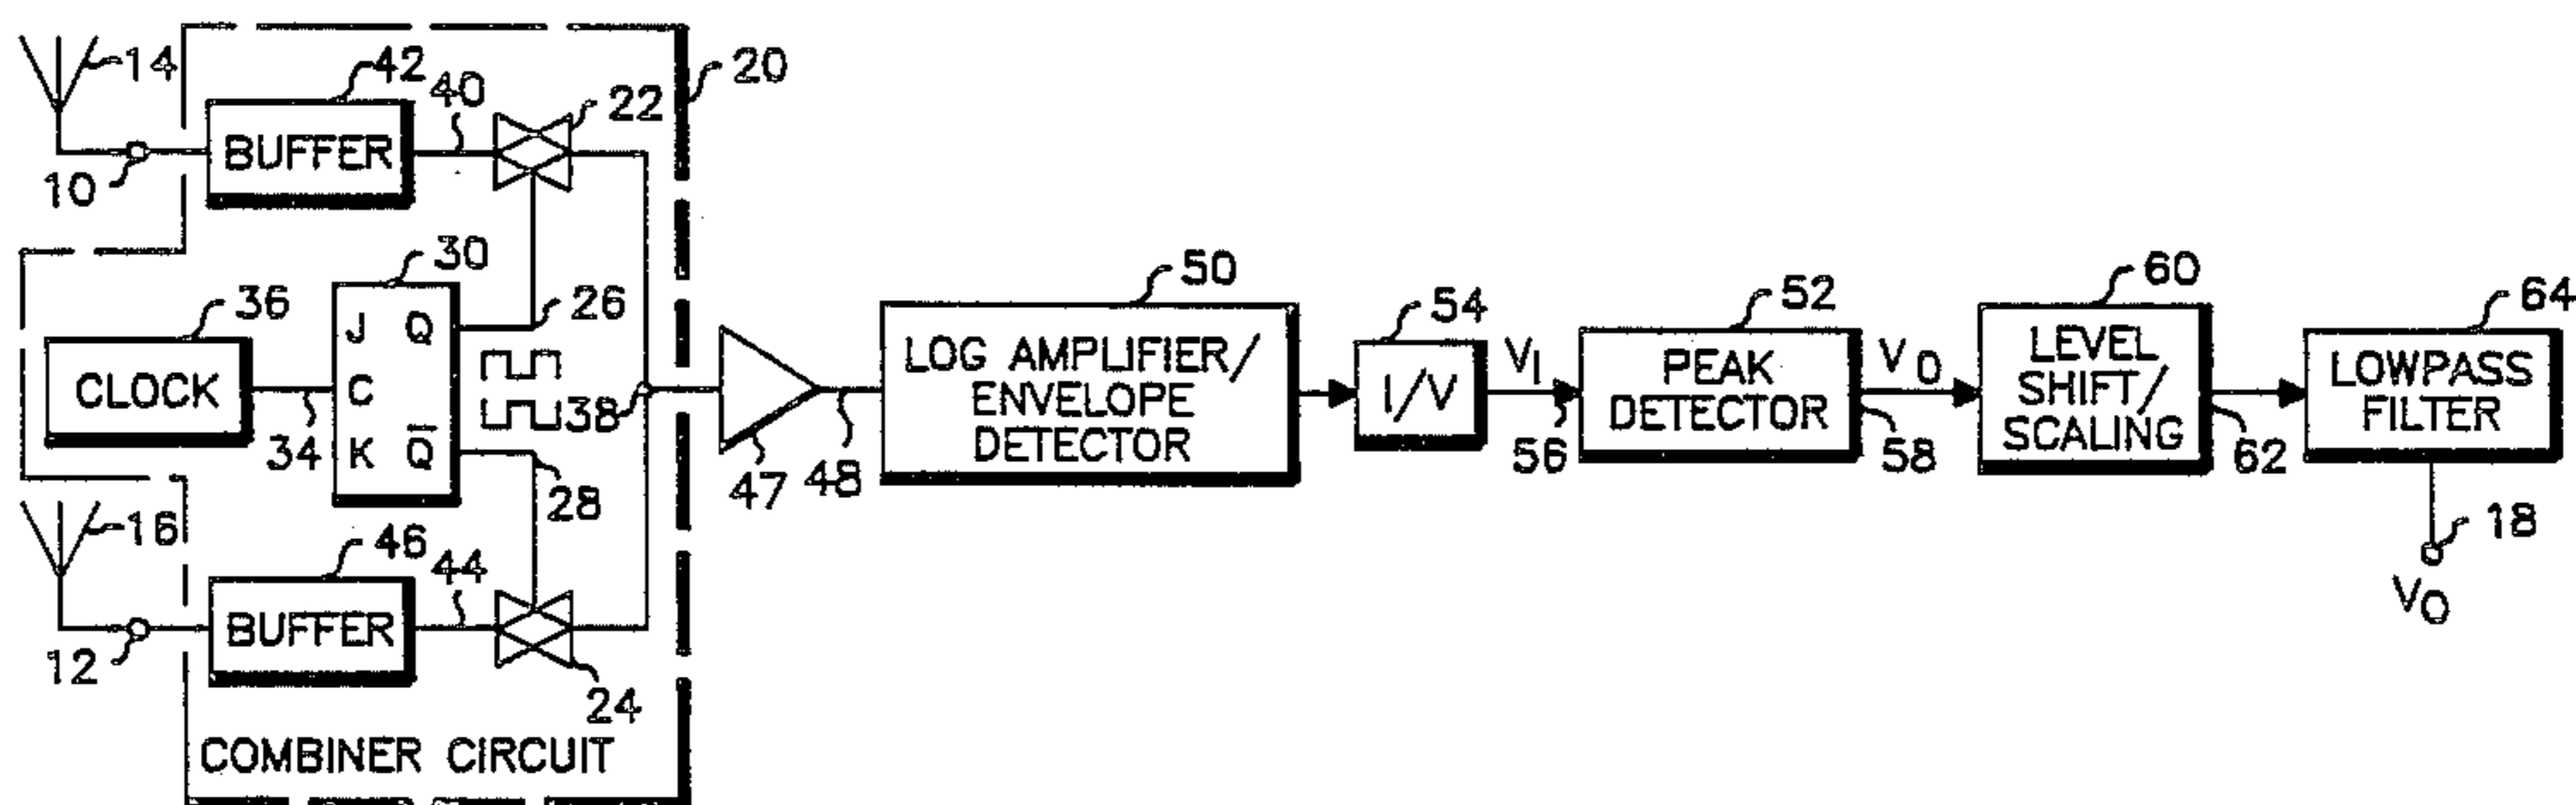 14
42
40
22
20
BUFFER
10
30
36
26
50
54
52
60
64
J Q
CLOCK
C
K Q̅
34
38
28
47
48
LOG AMPLIFIER/
ENVELOPE
DETECTOR
I/V
VI
56
PEAK
DETECTOR
VO
58
LEVEL
SHIFT/
SCALING
62
LOWPASS
FILTER
18
VO
16
46
44
BUFFER
12
24
COMBINER CIRCUIT